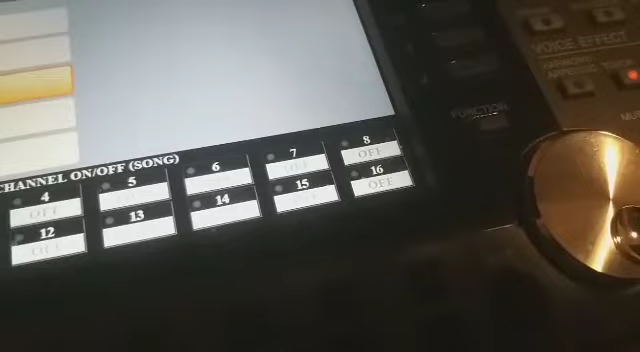 VOICE EFFECT
FUNCTION
CHANNEL ON/OFF (SONG)
4 5 6 7 8
OFF OFF
12 13 14 15 16
OFF OFF